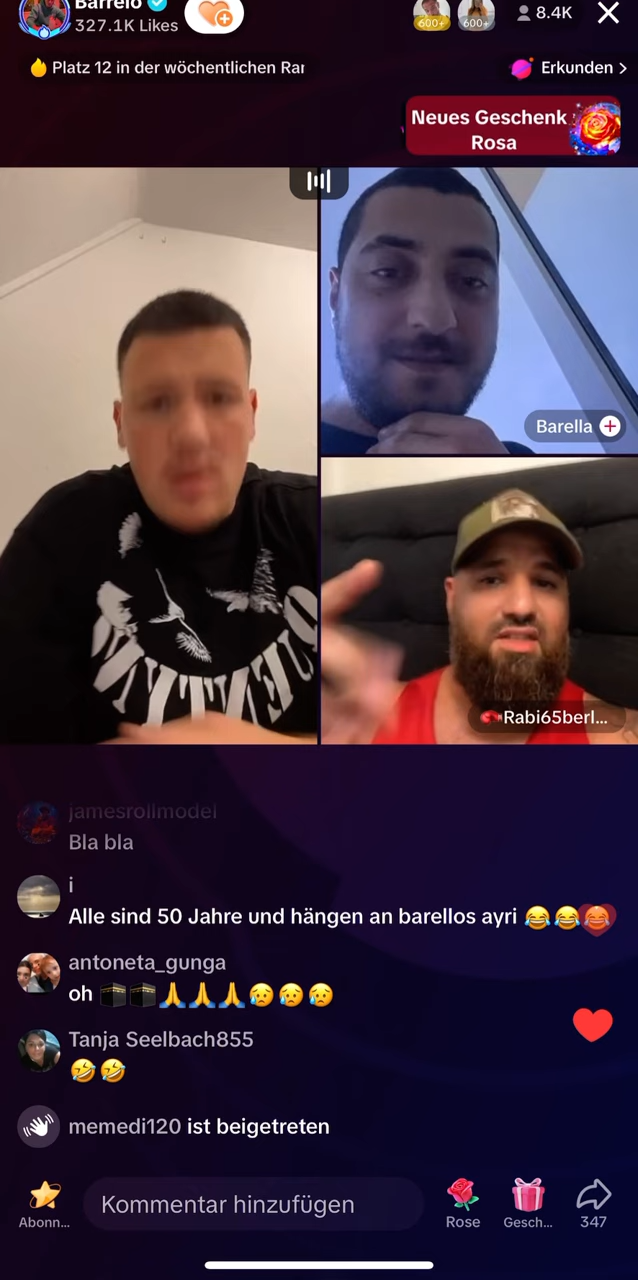 Barrelo
327.1K Likes
600+
600+
8.4K
Platz 12 in der wöchentlichen Ran
Erkunden >
Neues Geschenk
Rosa
Barella
Rabi65berl...
jamesrollmodel
Bla bla
i
Alle sind 50 Jahre und hängen an barellos ayri 😂😂😂
antoneta_gunga
oh 🕋🕋🙏🙏🙏😥😥😥
Tanja Seelbach855
🤣🤣
memedi120 ist beigetreten
Abonn...
Kommentar hinzufügen
Rose
Gesch...
347